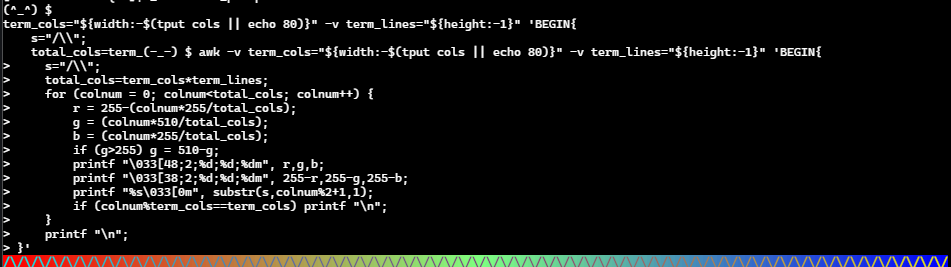 (^_^) $
term_cols="${width:-$(tput cols || echo 80)}" -v term_lines="${height:-1}" 'BEGIN{
    s="/\\";
    total_cols=term_(-_-) $ awk -v term_cols="${width:-$(tput cols || echo 80)}" -v term_lines="${height:-1}" 'BEGIN{
>     s="/\\";
>     total_cols=term_cols*term_lines;
>     for (colnum = 0; colnum<total_cols; colnum++) {
>         r = 255-(colnum*255/total_cols);
>         g = (colnum*510/total_cols);
>         b = (colnum*255/total_cols);
>         if (g>255) g = 510-g;
>         printf "\033[48;2;%d;%d;%dm", r,g,b;
>         printf "\033[38;2;%d;%d;%dm", 255-r,255-g,255-b;
>         printf "%s\033[0m", substr(s,colnum%2+1,1);
>         if (colnum%term_cols==term_cols) printf "\n";
>     }
>     printf "\n";
> }'